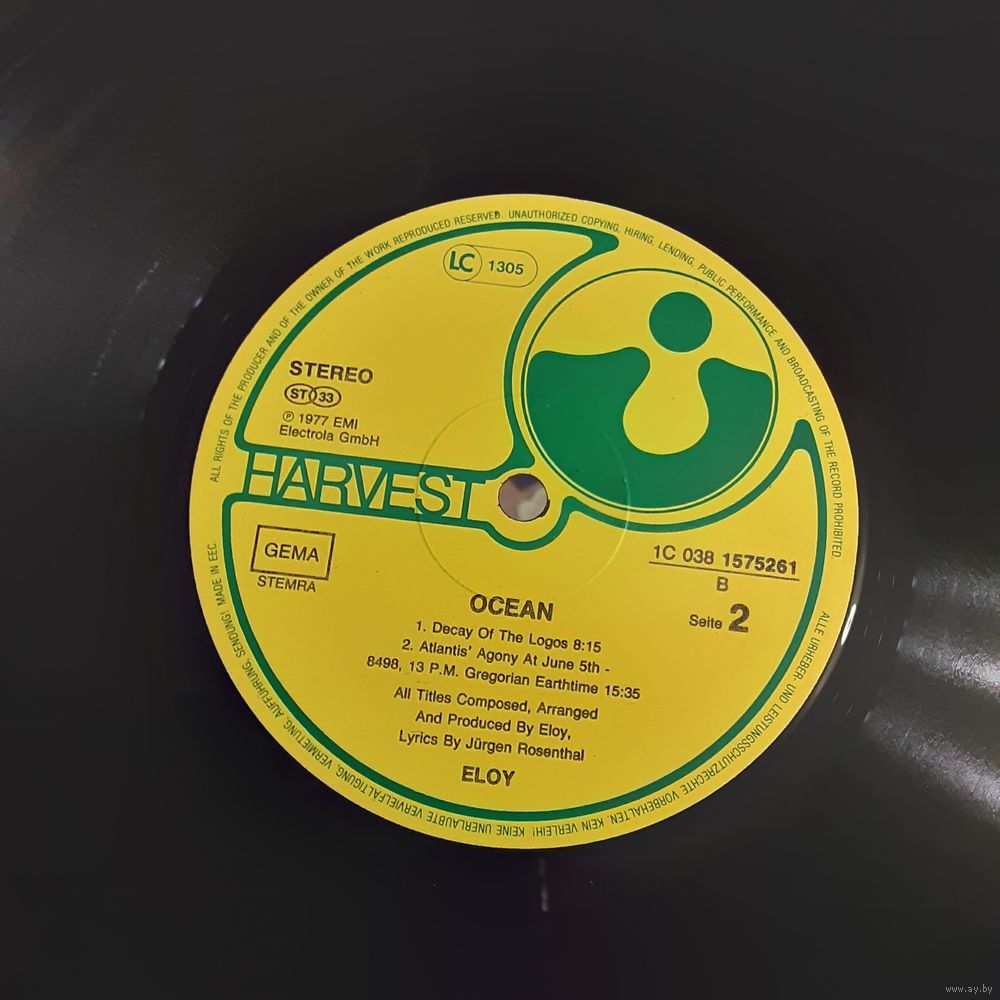 ALL RIGHTS OF THE PRODUCER AND OF THE OWNER OF THE WORK REPRODUCED RESERVED. UNAUTHORIZED COPYING, HIRING, LENDING, PUBLIC PERFORMANCE AND BROADCASTING OF THE RECORD PROHIBITED.
LC 1305
STEREO
ST 33
℗ 1977 EMI
Electrola GmbH
HARVEST
GEMA
STEMRA
1C 038 1575261
B
Seite 2
OCEAN
1. Decay Of The Logos 8:15
2. Atlantis' Agony At June 5th -
8498, 13 P.M. Gregorian Earthtime 15:35
All Titles Composed, Arranged
And Produced By Eloy,
Lyrics By Jürgen Rosenthal
ELOY
ALLE URHEBER- UND LEISTUNGSSCHUTZRECHTE VORBEHALTEN. KEIN VERLEIH! KEINE UNERLAUBTE VERVIELFÄLTIGUNG, VERMIETUNG, AUFFÜHRUNG, SENDUNG! MADE IN EEC.
www.ay.by